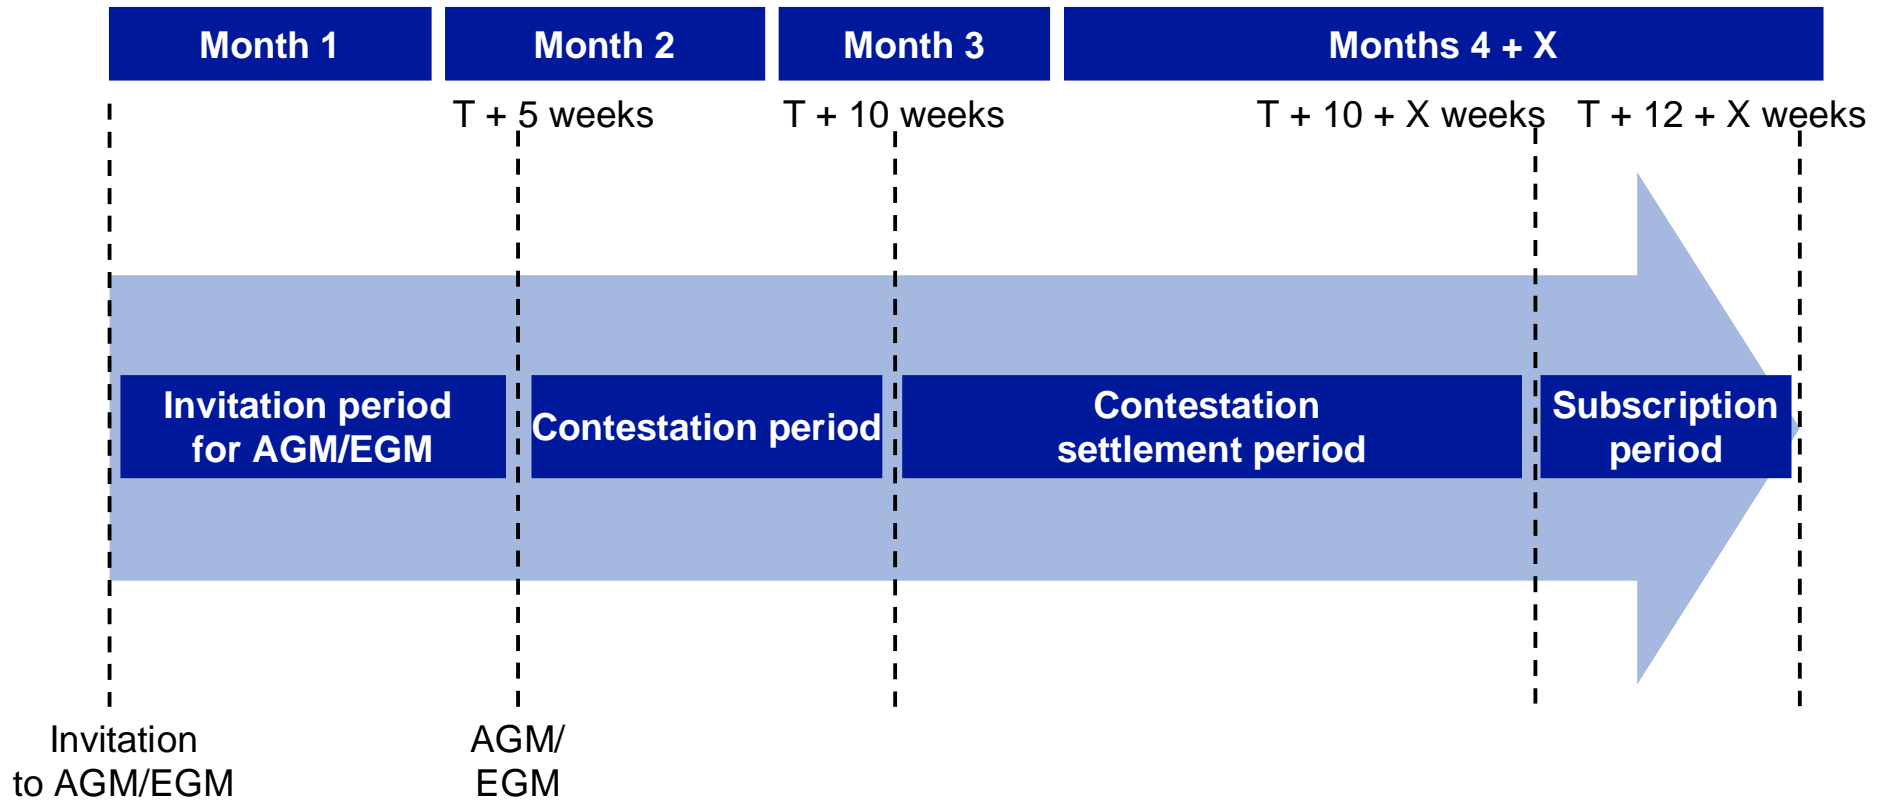 Month 1
Month 2
Month 3
Months 4 + X
T + 5 weeks
T + 10 weeks
T + 10 + X weeks
T + 12 + X weeks
Invitation period
for AGM/EGM
Contestation period
Contestation
settlement period
Subscription
period
Invitation
to AGM/EGM
AGM/
EGM